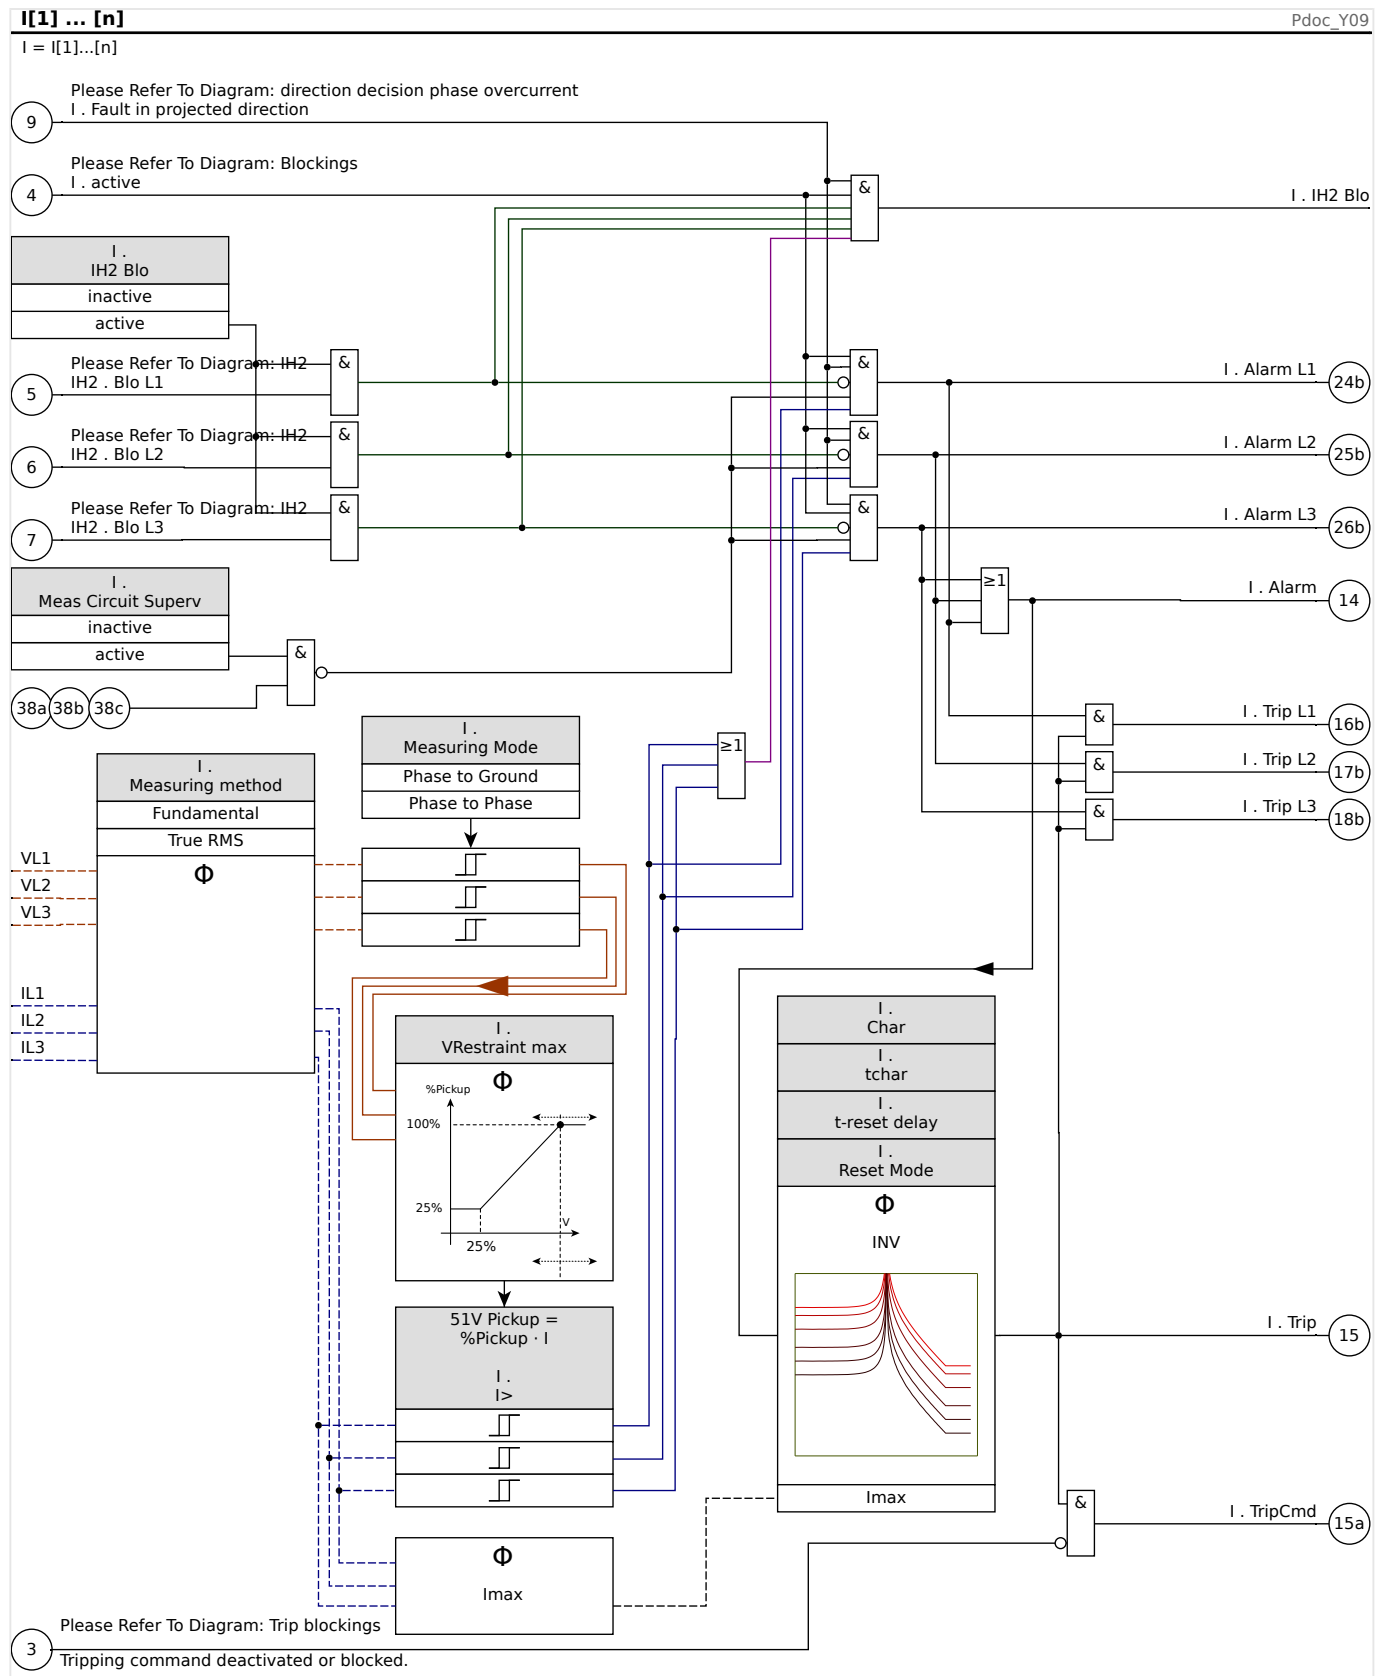 I[1] ... [n]
Pdoc_Y09
I = I[1]...[n]
Please Refer To Diagram: direction decision phase overcurrent
I . Fault in projected direction
9
Please Refer To Diagram: Blockings
I . active
4
&
I . IH2 Blo
I .
IH2 Blo
inactive
active
Please Refer To Diagram: IH2
IH2 . Blo L1
5
&
&
I . Alarm L1
24b
Please Refer To Diagram: IH2
IH2 . Blo L2
6
&
&
I . Alarm L2
25b
Please Refer To Diagram: IH2
IH2 . Blo L3
7
&
&
I . Alarm L3
26b
I .
Meas Circuit Superv
inactive
active
&
38a
38b
38c
≥1
I . Alarm
14
&
I . Trip L1
16b
&
I . Trip L2
17b
&
I . Trip L3
18b
I .
Measuring Mode
Phase to Ground
Phase to Phase
≥1
I .
Measuring method
Fundamental
True RMS
Φ
VL1
VL2
VL3
IL1
IL2
IL3
I .
VRestraint max
Φ
%Pickup
100%
25%
V
25%
51V Pickup =
%Pickup · I
I .
I>
Φ
Imax
I .
Char
I .
tchar
I .
t-reset delay
I .
Reset Mode
Φ
INV
Imax
I . Trip
15
&
I . TripCmd
15a
Please Refer To Diagram: Trip blockings
3
Tripping command deactivated or blocked.